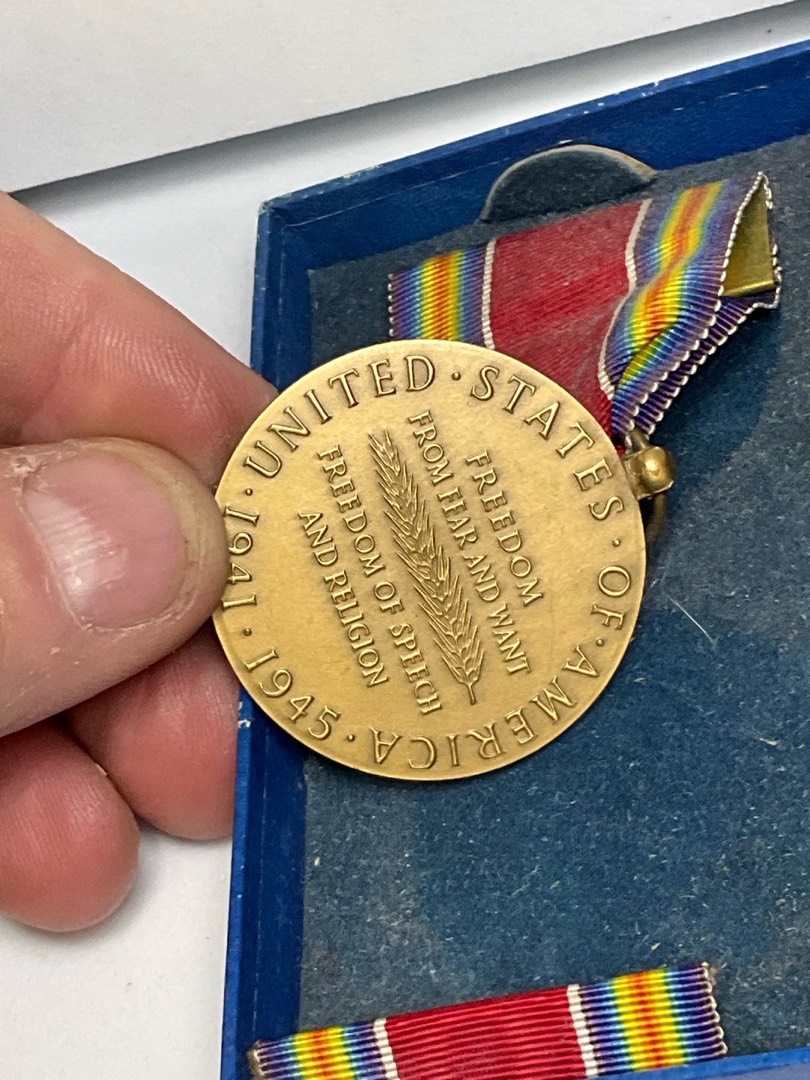 UNITED · STATES · OF · AMERICA · 1941 · 1945 ·
FREEDOM
FROM FEAR AND WANT
FREEDOM OF SPEECH
AND RELIGION